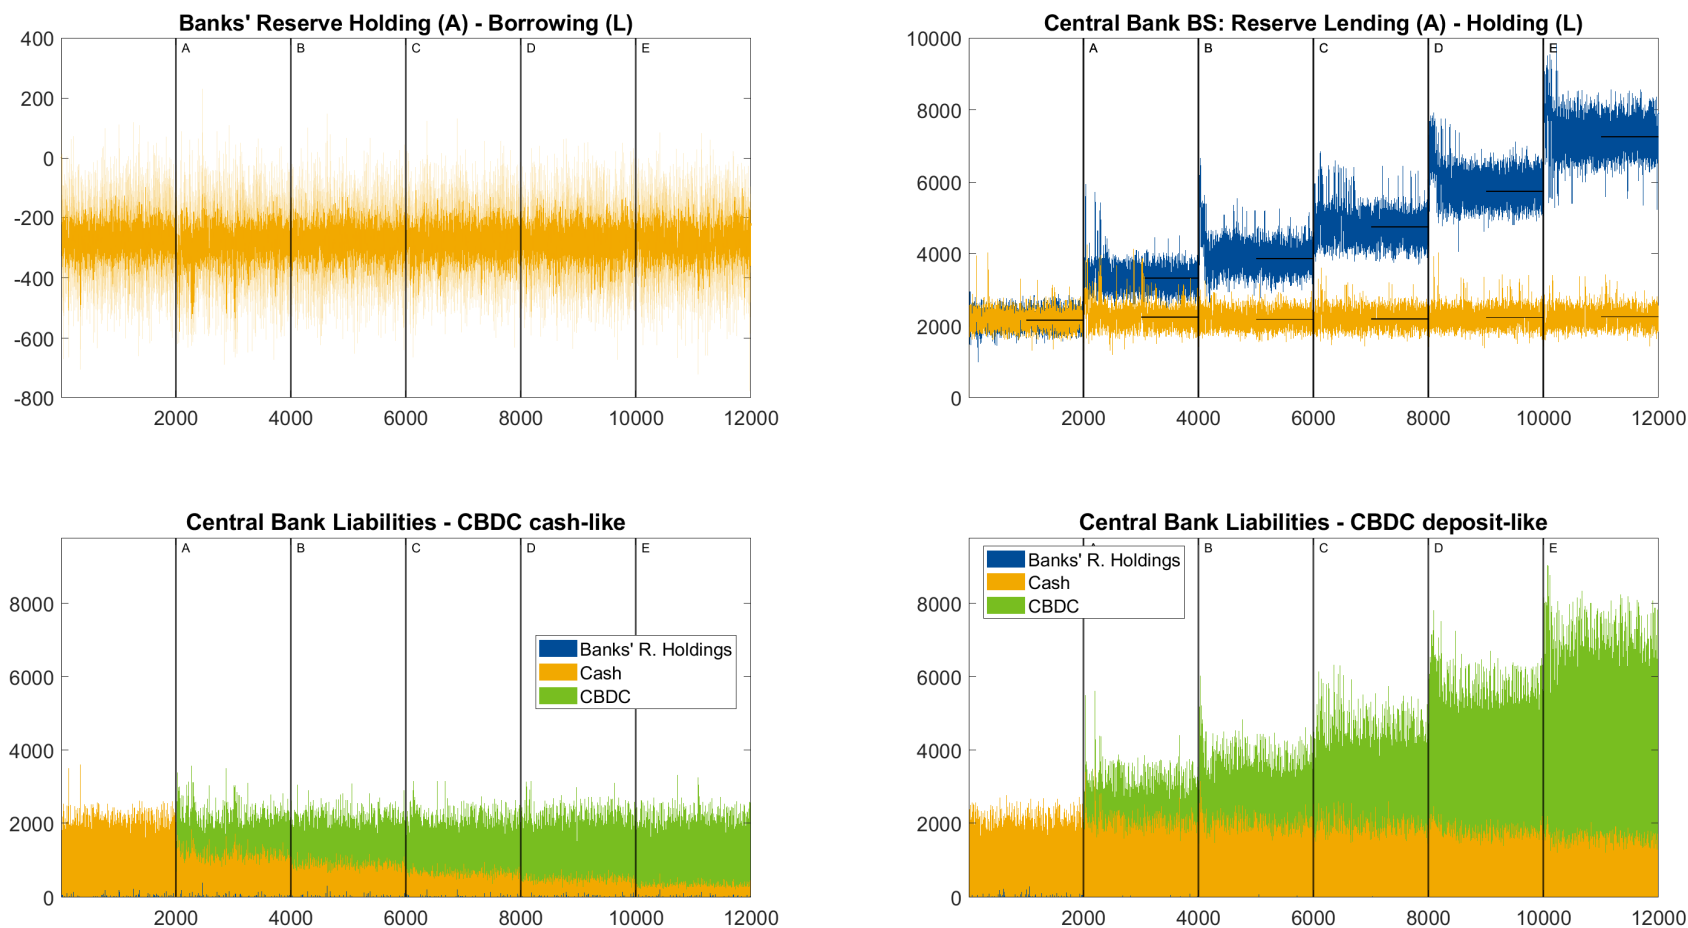 Banks' Reserve Holding (A) - Borrowing (L)
400
200
0
-200
-400
-600
-800
A
B
C
D
E
2000
4000
6000
8000
10000
12000
Central Bank BS: Reserve Lending (A) - Holding (L)
10000
8000
6000
4000
2000
0
A
B
C
D
E
2000
4000
6000
8000
10000
12000
Central Bank Liabilities - CBDC cash-like
8000
6000
4000
2000
0
A
B
C
D
E
Banks' R. Holdings
Cash
CBDC
2000
4000
6000
8000
10000
12000
Central Bank Liabilities - CBDC deposit-like
8000
6000
4000
2000
0
B
C
D
E
Banks' R. Holdings
Cash
CBDC
2000
4000
6000
8000
10000
12000